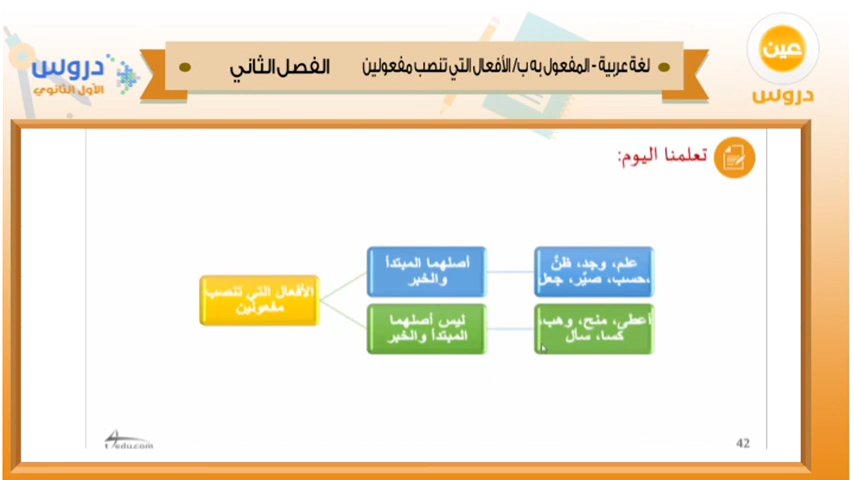 لغة عربية - المفعول به ب/ الأفعال التي تنصب مفعولين
الفصل الثاني
عين
دروس
دروس
الأول الثانوي
تعلمنا اليوم:
الأفعال التي تنصب
مفعولين
أصلهما المبتدأ
والخبر
علم، وجد، ظنَّ
،حسب، صيّر، جعل
ليس أصلهما
المبتدأ والخبر
أعطى، منح، وهب،
كسا، سأل
edu.com
42